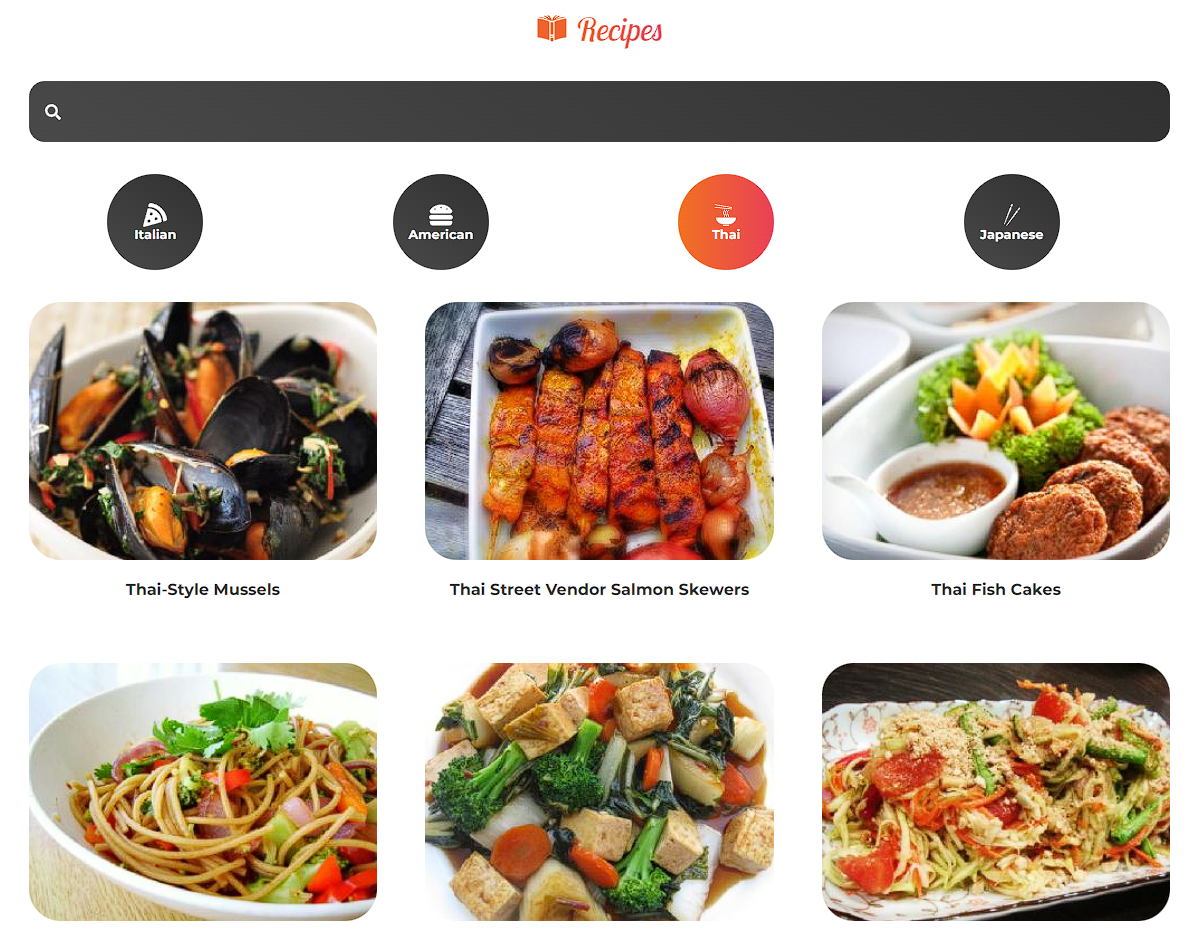 Recipes
Italian
American
Thai
Japanese
Thai-Style Mussels
Thai Street Vendor Salmon Skewers
Thai Fish Cakes